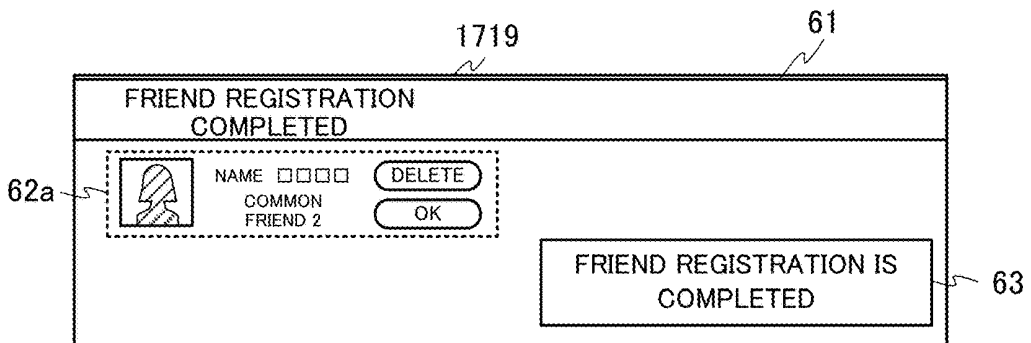 1719
61
FRIEND REGISTRATION
COMPLETED
62a
NAME □□□□
COMMON
FRIEND 2
DELETE
OK
FRIEND REGISTRATION IS
COMPLETED
63